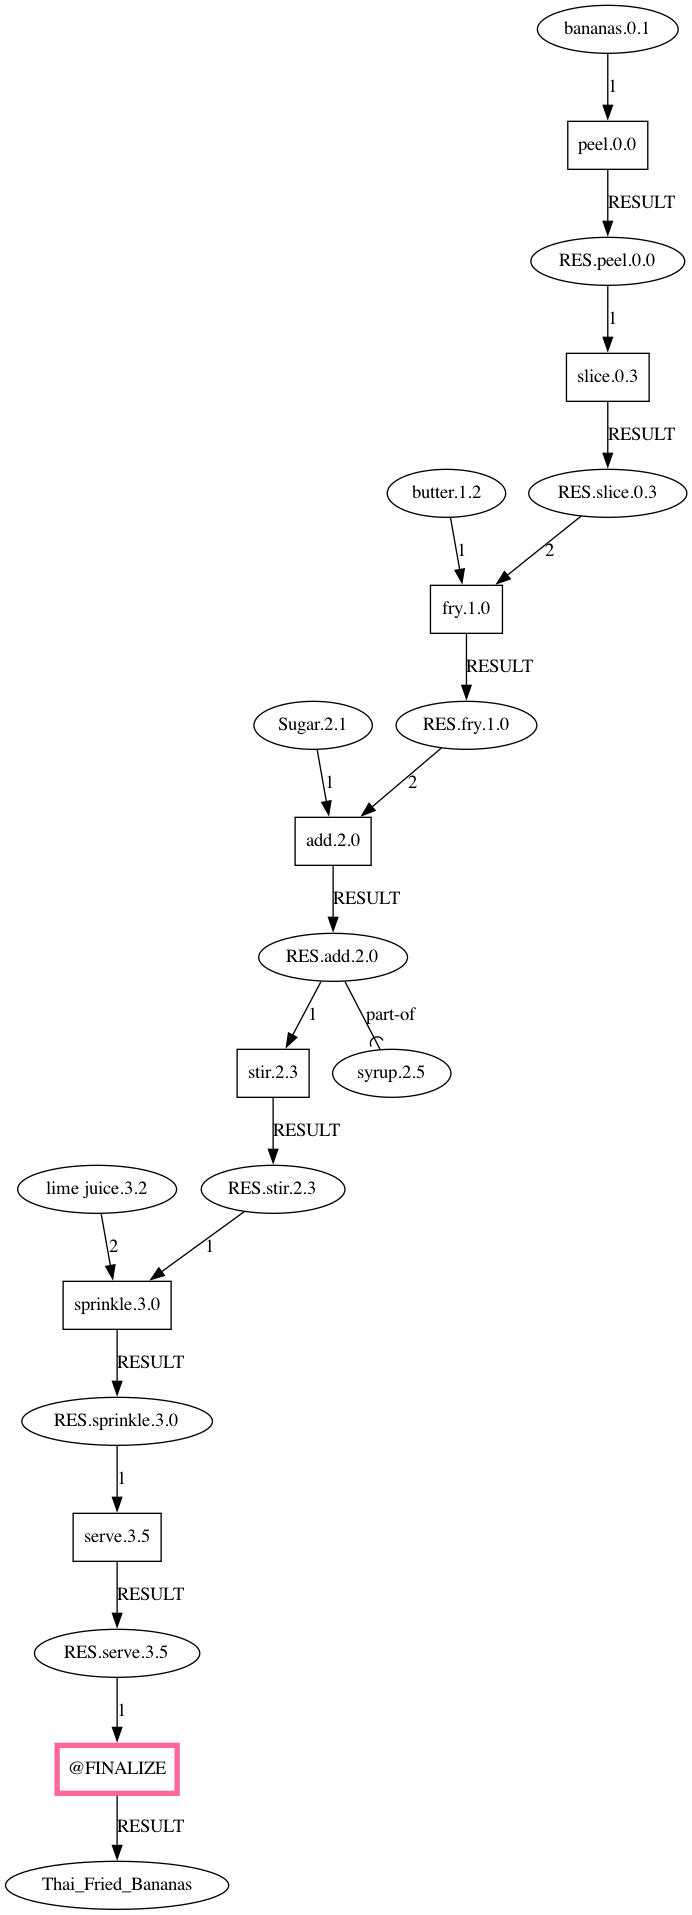 bananas.0.1
1
peel.0.0
RESULT
RES.peel.0.0
1
slice.0.3
RESULT
butter.1.2
RES.slice.0.3
1
2
fry.1.0
RESULT
Sugar.2.1
RES.fry.1.0
1
2
add.2.0
RESULT
RES.add.2.0
1
part-of
stir.2.3
syrup.2.5
RESULT
lime juice.3.2
RES.stir.2.3
2
1
sprinkle.3.0
RESULT
RES.sprinkle.3.0
1
serve.3.5
RESULT
RES.serve.3.5
1
@FINALIZE
RESULT
Thai_Fried_Bananas